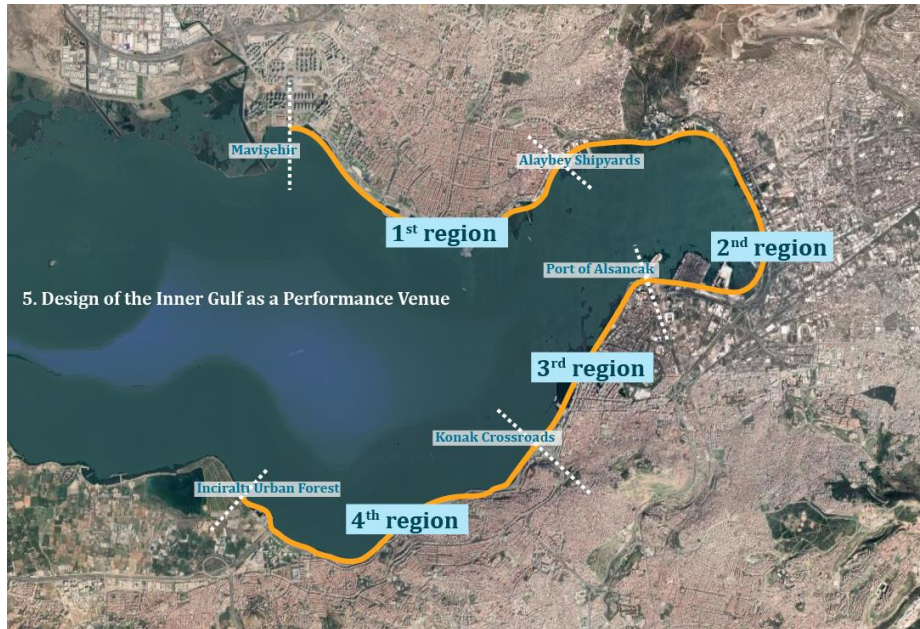 Mavişehir
Alaybey Shipyards
1st region
2nd region
Port of Alsancak
5. Design of the Inner Gulf as a Performance Venue
3rd region
Konak Crossroads
Inciraltı Urban Forest
4th region